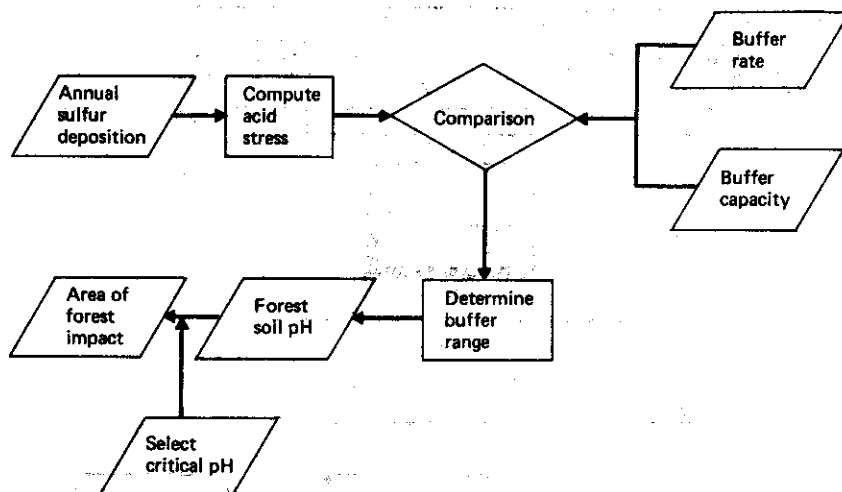 Annual
sulfur
deposition
Compute
acid
stress
Comparison
Buffer
rate
Buffer
capacity
Area of
forest
impact
Forest
soil pH
Determine
buffer
range
Select
critical pH